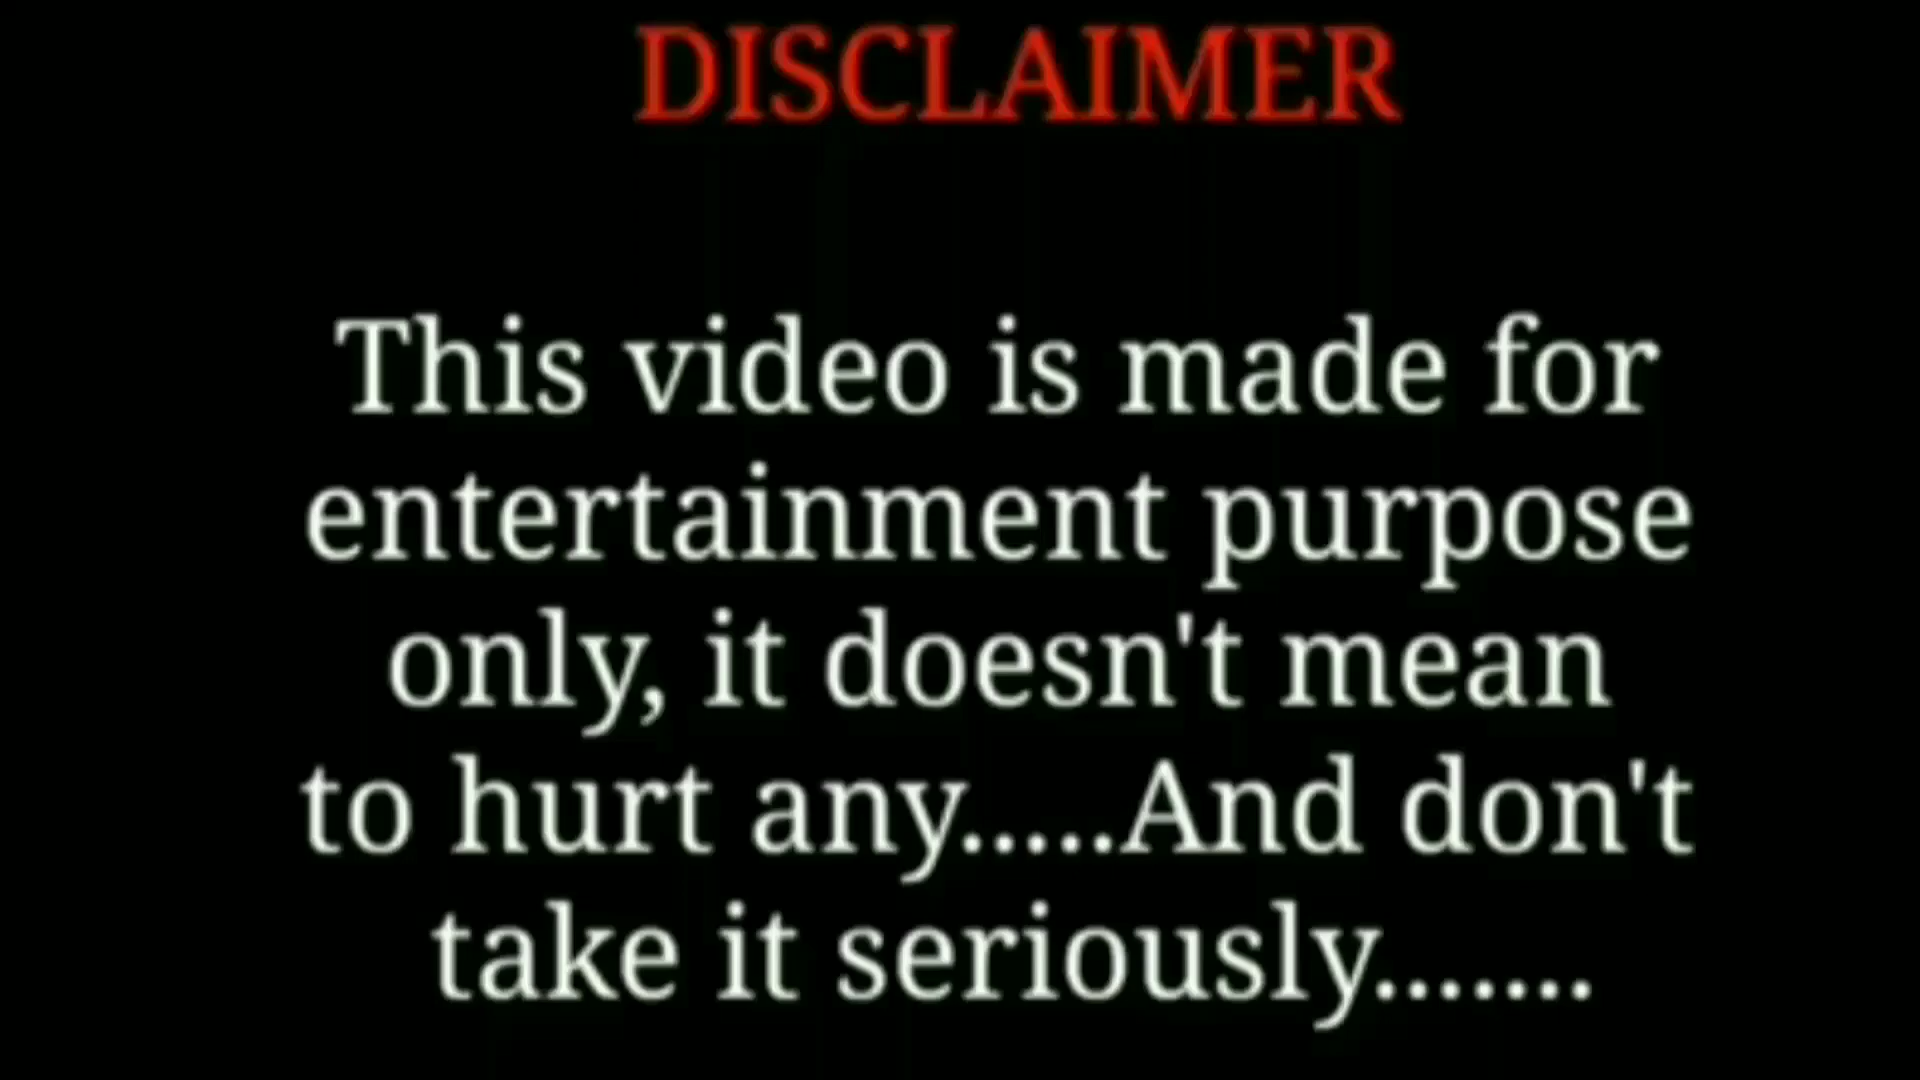 DISCLAIMER
This video is made for
entertainment purpose
only, it doesn't mean
to hurt any.....And don't
take it seriously.......